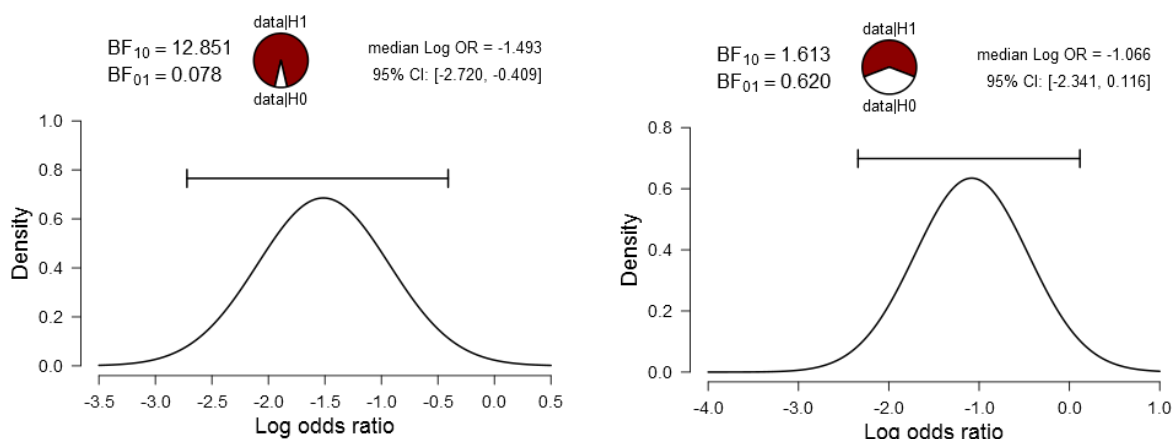 data|H1
BF10 = 12.851
BF01 = 0.078
median Log OR = -1.493
95% CI: [-2.720, -0.409]
data|H0
1.0
0.8
0.6
0.4
0.2
0.0
Density
-3.5 -3.0 -2.5 -2.0 -1.5 -1.0 -0.5 0.0 0.5
Log odds ratio
data|H1
BF10 = 1.613
BF01 = 0.620
median Log OR = -1.066
95% CI: [-2.341, 0.116]
data|H0
0.8
0.6
0.4
0.2
0.0
Density
-4.0 -3.0 -2.0 -1.0 0.0 1.0
Log odds ratio